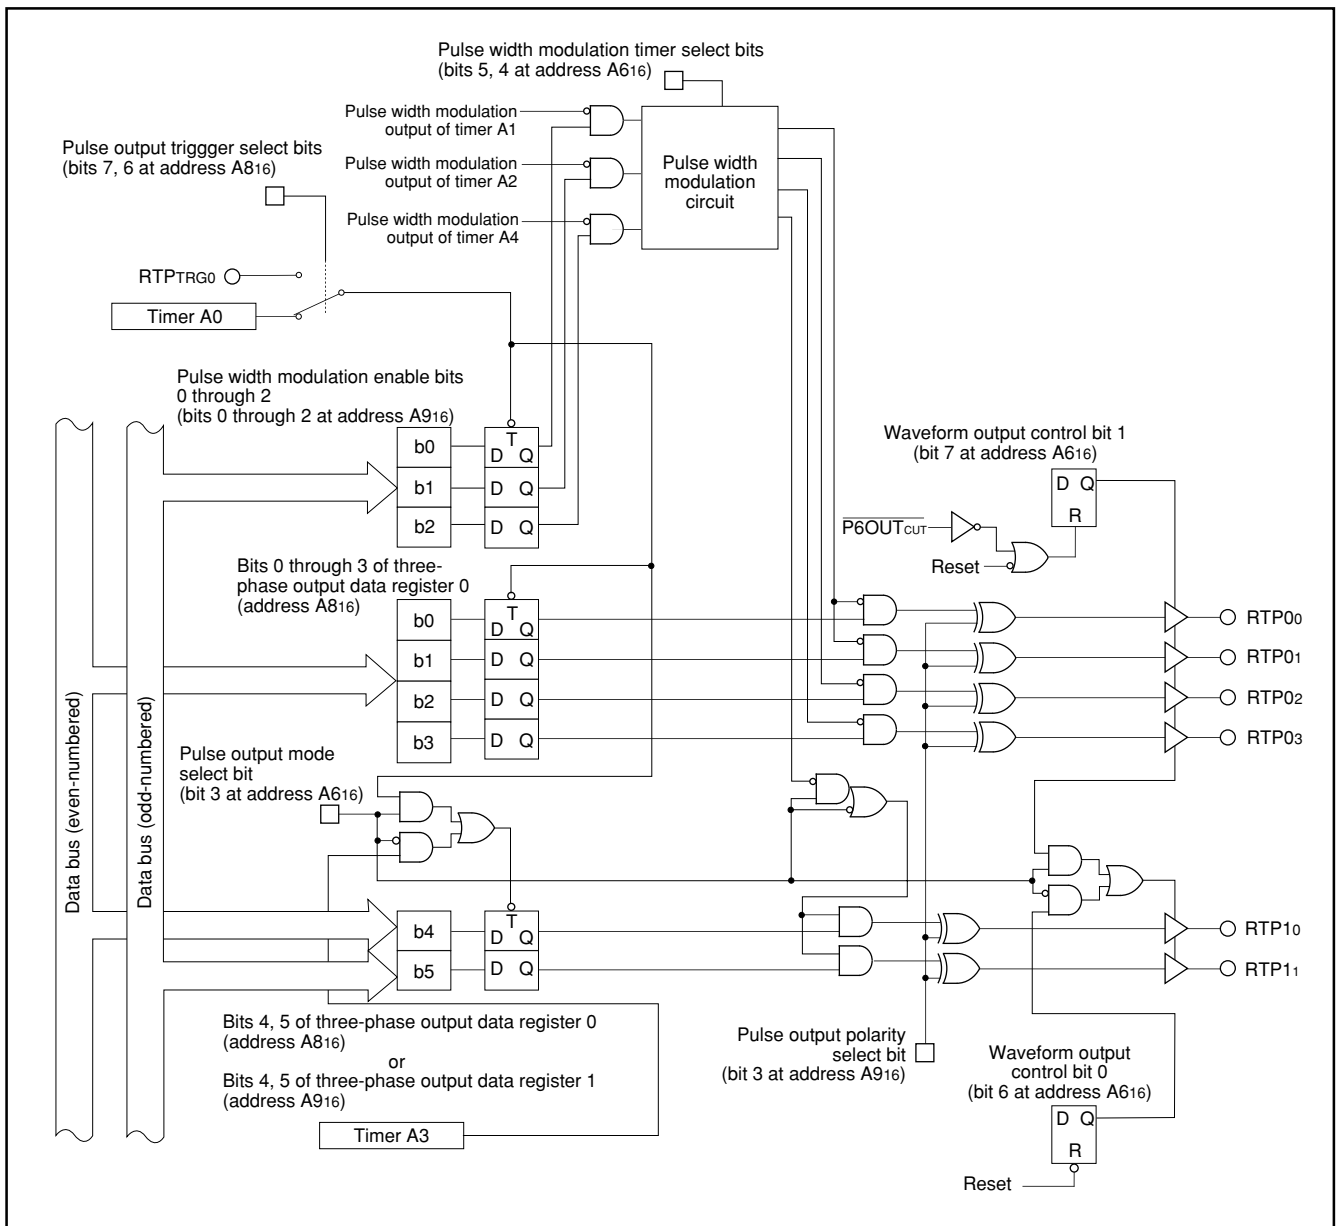 Pulse width modulation timer select bits
(bits 5, 4 at address A616)
Pulse width modulation
output of timer A1
Pulse output triggger select bits
(bits 7, 6 at address A816)
Pulse width modulation
output of timer A2
Pulse width
modulation
circuit
Pulse width modulation
output of timer A4
RTPTRG0
Timer A0
Pulse width modulation enable bits
0 through 2
(bits 0 through 2 at address A916)
b0
D T Q
b1
D Q
b2
D Q
Waveform output control bit 1
(bit 7 at address A616)
D Q
R
P6OUTCUT
Reset
Bits 0 through 3 of three-
phase output data register 0
(address A816)
b0
D T Q
b1
D Q
b2
D Q
b3
D Q
RTP00
RTP01
RTP02
RTP03
Data bus (even-numbered)
Data bus (odd-numbered)
Pulse output mode
select bit
(bit 3 at address A616)
b4
D T Q
b5
D Q
RTP10
RTP11
Bits 4, 5 of three-phase output data register 0
(address A816)
or
Bits 4, 5 of three-phase output data register 1
(address A916)
Timer A3
Pulse output polarity
select bit
(bit 3 at address A916)
Waveform output
control bit 0
(bit 6 at address A616)
D Q
R
Reset